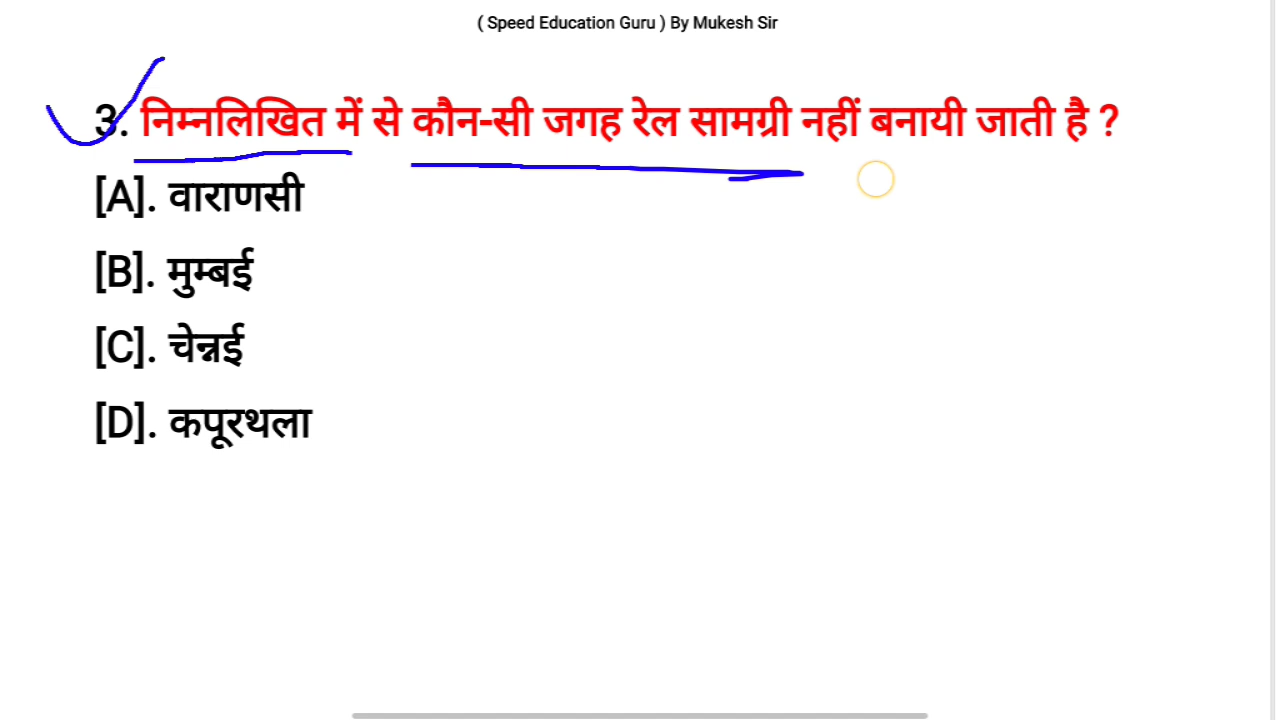 ( Speed Education Guru ) By Mukesh Sir
3. निम्नलिखित में से कौन-सी जगह रेल सामग्री नहीं बनायी जाती है ?
[A]. वाराणसी
[B]. मुम्बई
[C]. चेन्नई
[D]. कपूरथला